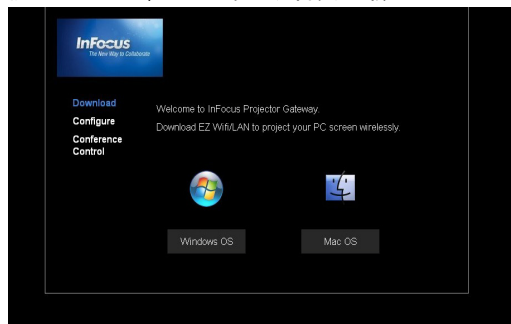 InFocus
The New Way to Collaborate
Download
Configure
Conference
Control
Welcome to InFocus Projector Gateway.
Download EZ Wifi/LAN to project your PC screen wirelessly.
Windows OS
Mac OS